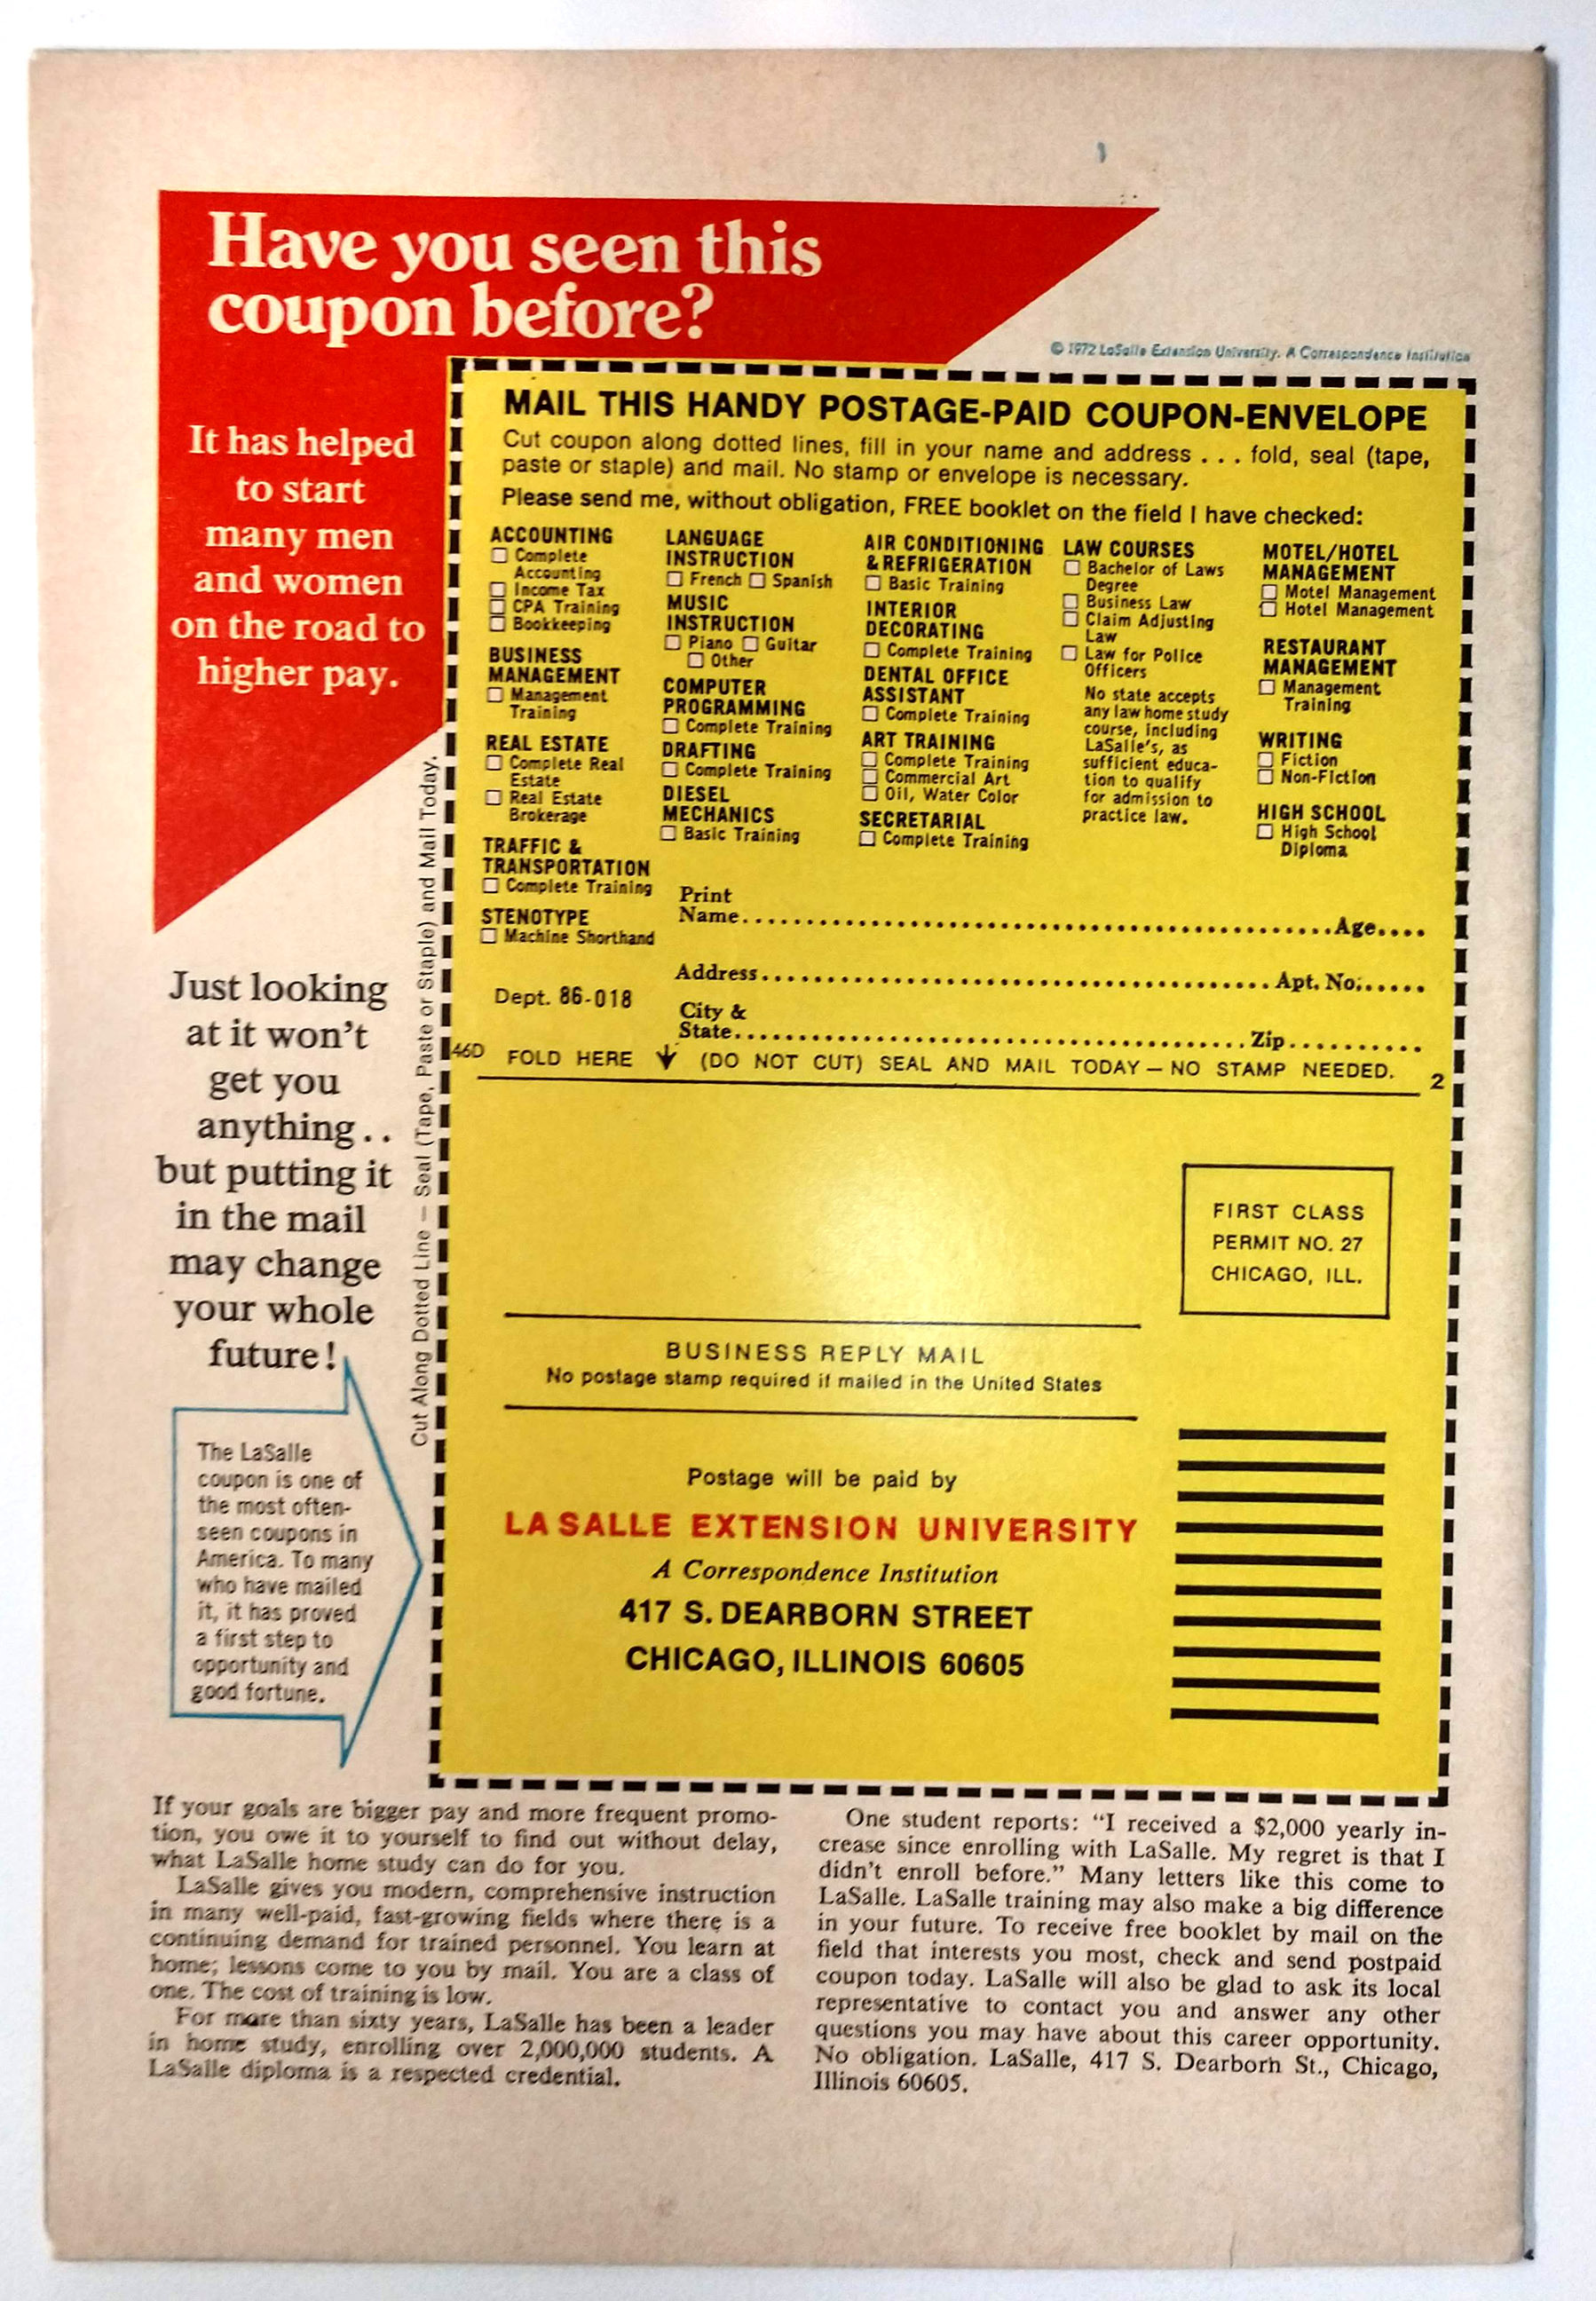 Have you seen this
coupon before?
It has helped
to start
many men
and women
on the road to
higher pay.
Just looking
at it won't
get you
anything..
but putting it
in the mail
may change
your whole
future!
The LaSalle
coupon is one of
the most often-
seen coupons in
America. To many
who have mailed
it, it has proved
a first step to
opportunity and
good fortune.
Cut Along Dotted Line — Seal (Tape, Paste or Staple) and Mail Today.
© 1972 LaSalle Extension University. A Correspondence Institution
MAIL THIS HANDY POSTAGE-PAID COUPON-ENVELOPE
Cut coupon along dotted lines, fill in your name and address . . . fold, seal (tape,
paste or staple) and mail. No stamp or envelope is necessary.
Please send me, without obligation, FREE booklet on the field I have checked:
ACCOUNTING
☐ Complete
Accounting
☐ Income Tax
☐ CPA Training
☐ Bookkeeping
BUSINESS
MANAGEMENT
☐ Management
Training
REAL ESTATE
☐ Complete Real
Estate
☐ Real Estate
Brokerage
TRAFFIC &
TRANSPORTATION
☐ Complete Training
STENOTYPE
☐ Machine Shorthand
LANGUAGE
INSTRUCTION
☐ French ☐ Spanish
MUSIC
INSTRUCTION
☐ Piano ☐ Guitar
☐ Other
COMPUTER
PROGRAMMING
☐ Complete Training
DRAFTING
☐ Complete Training
DIESEL
MECHANICS
☐ Basic Training
AIR CONDITIONING
& REFRIGERATION
☐ Basic Training
INTERIOR
DECORATING
☐ Complete Training
DENTAL OFFICE
ASSISTANT
☐ Complete Training
ART TRAINING
☐ Complete Training
☐ Commercial Art
☐ Oil, Water Color
SECRETARIAL
☐ Complete Training
LAW COURSES
☐ Bachelor of Laws
Degree
☐ Business Law
☐ Claim Adjusting
Law
☐ Law for Police
Officers
No state accepts
any law home study
course, including
LaSalle's, as
sufficient educa-
tion to qualify
for admission to
practice law.
MOTEL/HOTEL
MANAGEMENT
☐ Motel Management
☐ Hotel Management
RESTAURANT
MANAGEMENT
☐ Management
Training
WRITING
☐ Fiction
☐ Non-Fiction
HIGH SCHOOL
☐ High School
Diploma
Print
Name.............................................Age....
Address.......................................Apt. No......
Dept. 86-018
City &
State.......................................Zip..........
46D FOLD HERE ↓ (DO NOT CUT) SEAL AND MAIL TODAY — NO STAMP NEEDED. 2
FIRST CLASS
PERMIT NO. 27
CHICAGO, ILL.
BUSINESS REPLY MAIL
No postage stamp required if mailed in the United States
Postage will be paid by
LA SALLE EXTENSION UNIVERSITY
A Correspondence Institution
417 S. DEARBORN STREET
CHICAGO, ILLINOIS 60605
If your goals are bigger pay and more frequent promo-
tion, you owe it to yourself to find out without delay,
what LaSalle home study can do for you.
LaSalle gives you modern, comprehensive instruction
in many well-paid, fast-growing fields where there is a
continuing demand for trained personnel. You learn at
home; lessons come to you by mail. You are a class of
one. The cost of training is low.
For more than sixty years, LaSalle has been a leader
in home study, enrolling over 2,000,000 students. A
LaSalle diploma is a respected credential.
One student reports: "I received a $2,000 yearly in-
crease since enrolling with LaSalle. My regret is that I
didn't enroll before." Many letters like this come to
LaSalle. LaSalle training may also make a big difference
in your future. To receive free booklet by mail on the
field that interests you most, check and send postpaid
coupon today. LaSalle will also be glad to ask its local
representative to contact you and answer any other
questions you may have about this career opportunity.
No obligation. LaSalle, 417 S. Dearborn St., Chicago,
Illinois 60605.